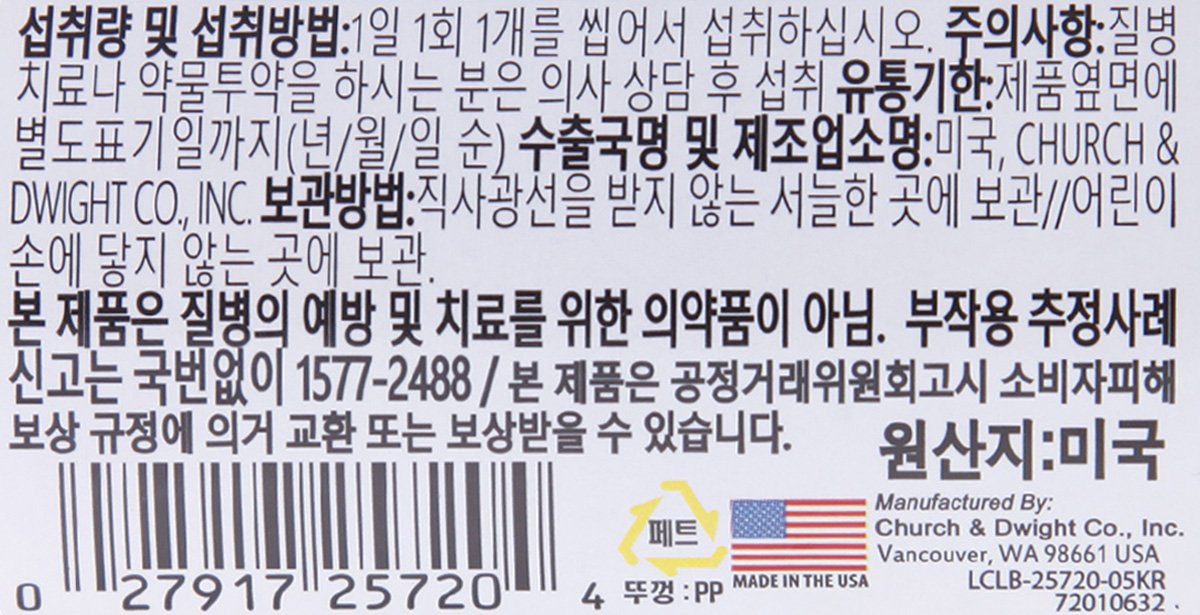 섭취량 및 섭취방법:1일 1회 1개를 씹어서 섭취하십시오. 주의사항:질병
치료나 약물투약을 하시는 분은 의사 상담 후 섭취 유통기한:제품옆면에
별도표기일까지(년/월/일 순) 수출국명 및 제조업소명:미국, CHURCH &
DWIGHT CO., INC. 보관방법:직사광선을 받지 않는 서늘한 곳에 보관//어린이
손에 닿지 않는 곳에 보관.
본 제품은 질병의 예방 및 치료를 위한 의약품이 아님. 부작용 추정사례
신고는 국번없이 1577-2488 / 본 제품은 공정거래위원회고시 소비자피해
보상 규정에 의거 교환 또는 보상받을 수 있습니다.
원산지:미국
0 27917 25720 4
페트
뚜껑 : PP
MADE IN THE USA
Manufactured By:
Church & Dwight Co., Inc.
Vancouver, WA 98661 USA
LCLB-25720-05KR
72010632